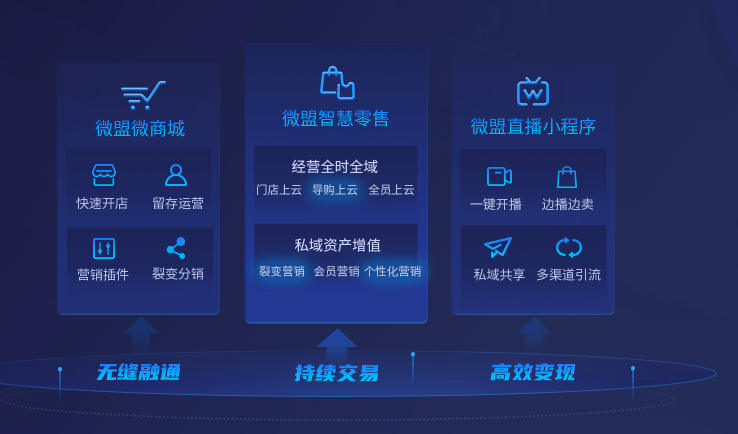 微盟微商城
快速开店 留存运营
营销插件 裂变分销
微盟智慧零售
经营全时全域
门店上云 导购上云 全员上云
私域资产增值
裂变营销 会员营销 个性化营销
微盟直播小程序
一键开播 边播边卖
私域共享 多渠道引流
无缝融通 持续交易 高效变现